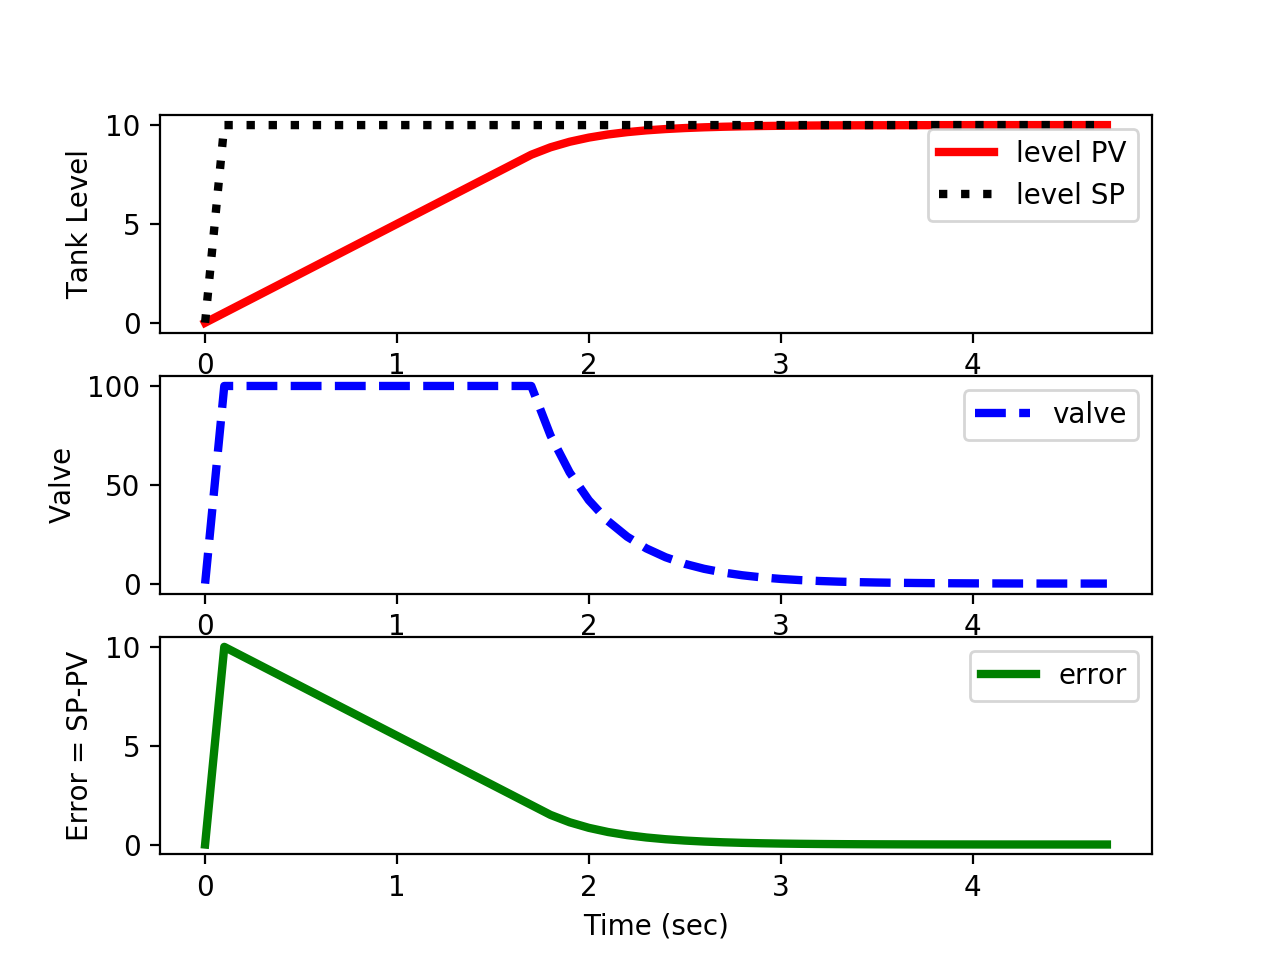 Tank Level
10
5
0
level PV
level SP
0 1 2 3 4
Valve
100
50
0
valve
0 1 2 3 4
Error = SP-PV
10
5
0
error
0 1 2 3 4
Time (sec)